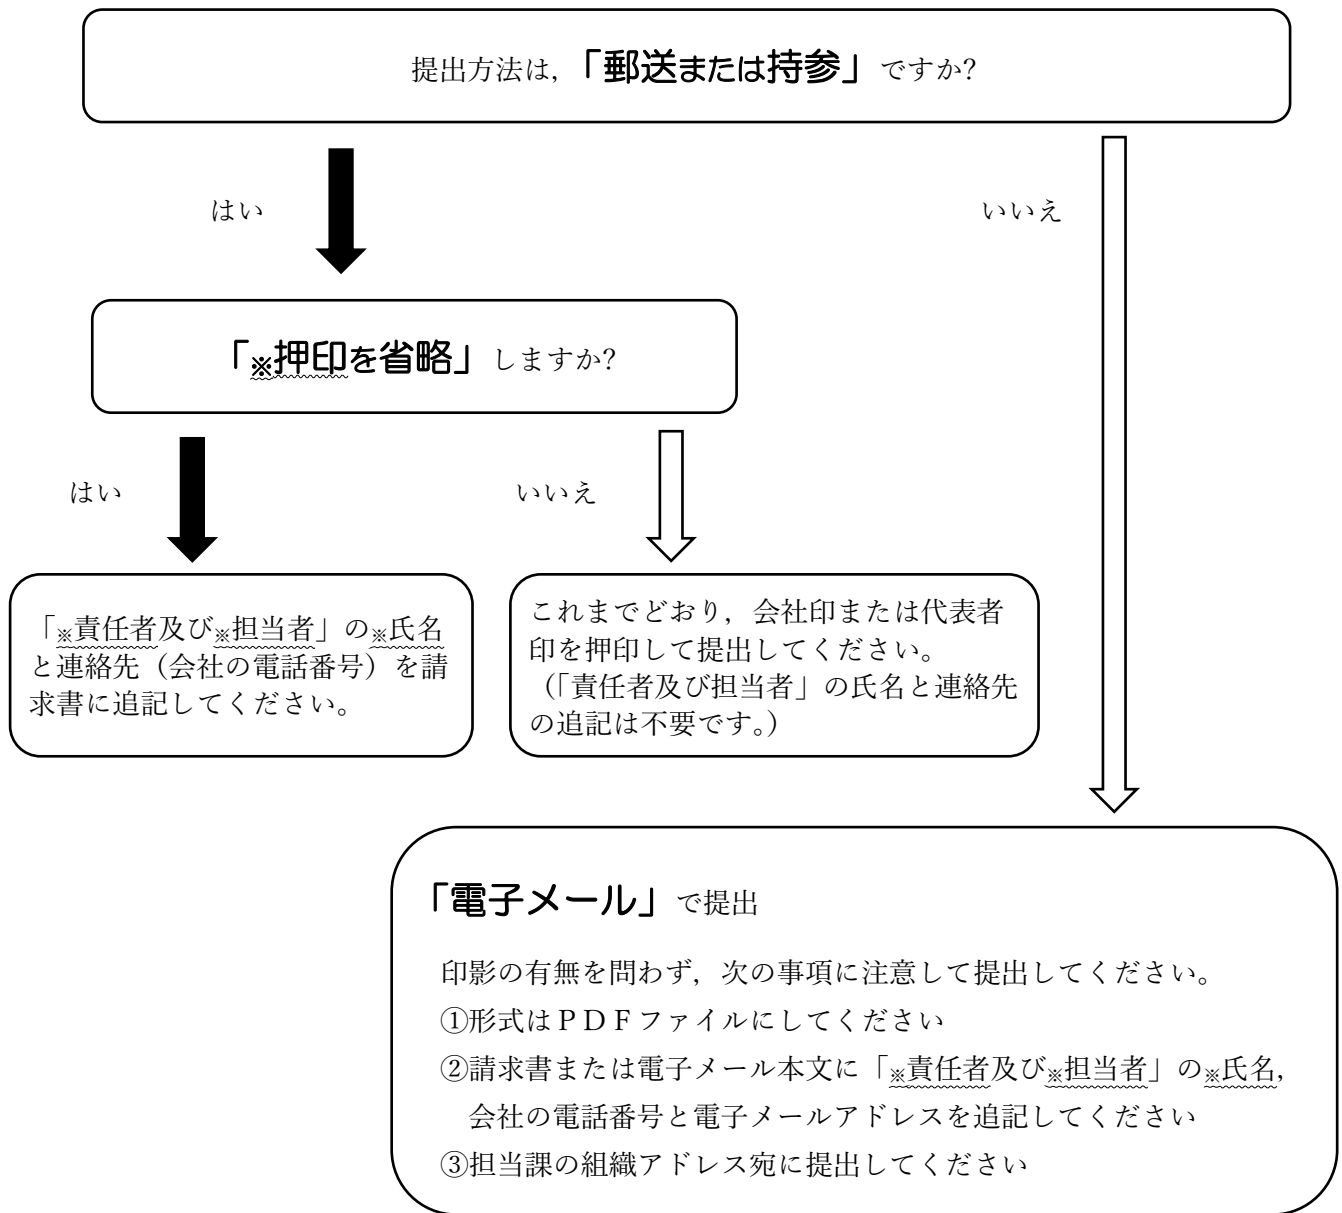 提出方法は，「郵送または持参」ですか？
はい
いいえ
「※押印を省略」しますか？
はい
いいえ
「※責任者及び※担当者」の※氏名
と連絡先（会社の電話番号）を請
求書に追記してください。
これまでどおり，会社印または代表者
印を押印して提出してください。
（「責任者及び担当者」の氏名と連絡先
の追記は不要です。）
「電子メール」で提出
印影の有無を問わず，次の事項に注意して提出してください。
①形式はＰＤＦファイルにしてください
②請求書または電子メール本文に「※責任者及び※担当者」の※氏名，
会社の電話番号と電子メールアドレスを追記してください
③担当課の組織アドレス宛に提出してください